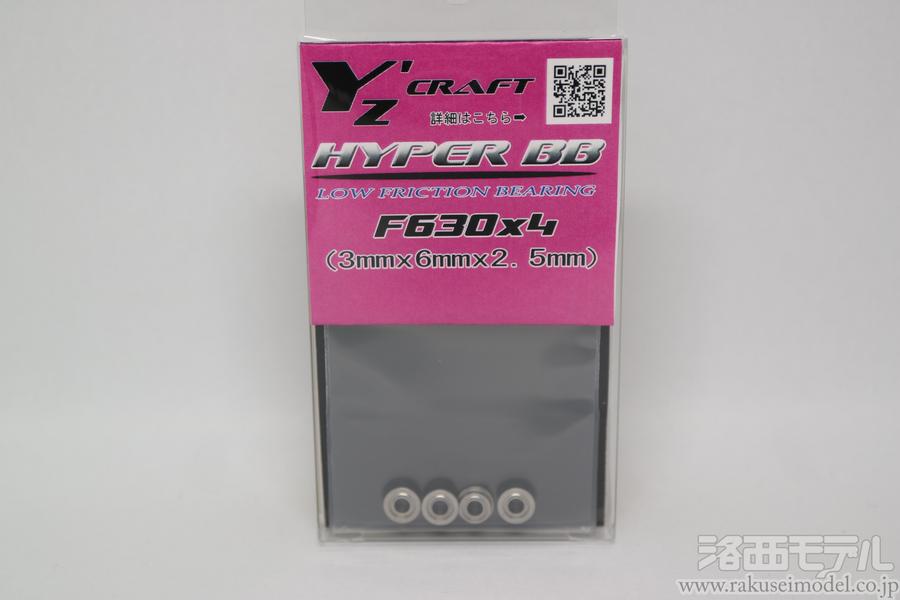 Y'z CRAFT
詳細はこちら➡
HYPER BB
LOW FRICTION BEARING
F630x4
(3mmx6mmx2.5mm)
洛西モデル
www.rakuseimodel.co.jp